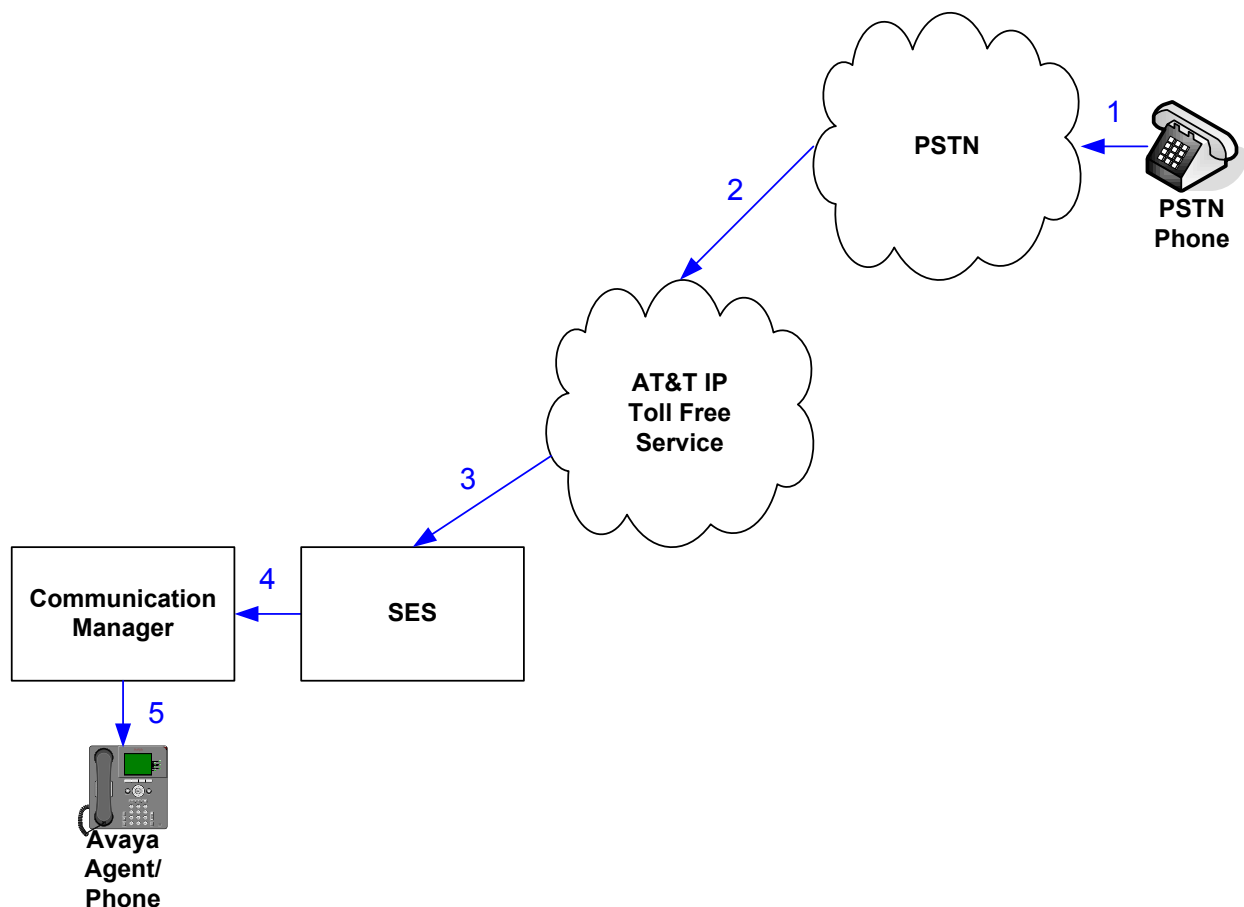 PSTN
1
PSTN
Phone
2
AT&T IP
Toll Free
Service
3
Communication
Manager
4
SES
5
Avaya
Agent/
Phone